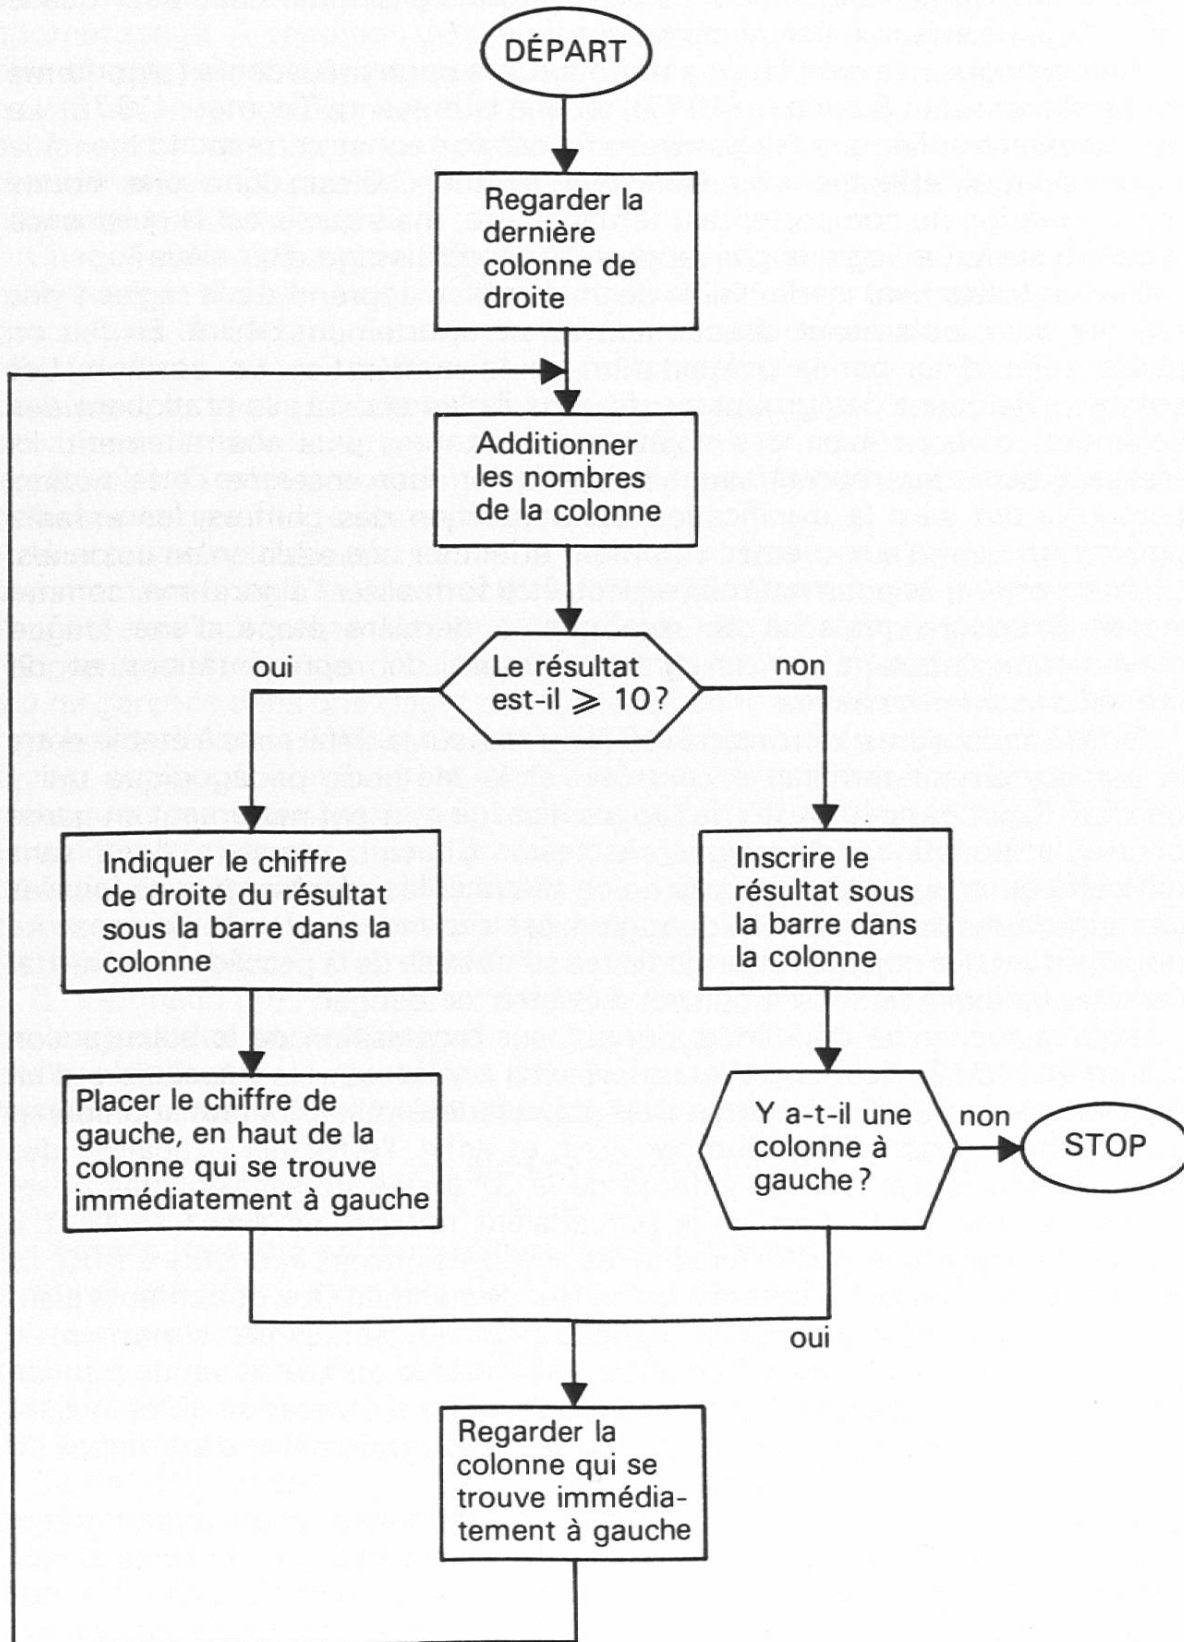 DÉPART
Regarder la
dernière
colonne de
droite
Additionner
les nombres
de la colonne
Le résultat
est-il ⩾ 10 ?
oui
non
Indiquer le chiffre
de droite du résultat
sous la barre dans la
colonne
Inscrire le
résultat sous
la barre dans
la colonne
Placer le chiffre de
gauche, en haut de la
colonne qui se trouve
immédiatement à gauche
Y a-t-il une
colonne à
gauche ?
non
STOP
oui
Regarder la
colonne qui se
trouve immédia-
tement à gauche